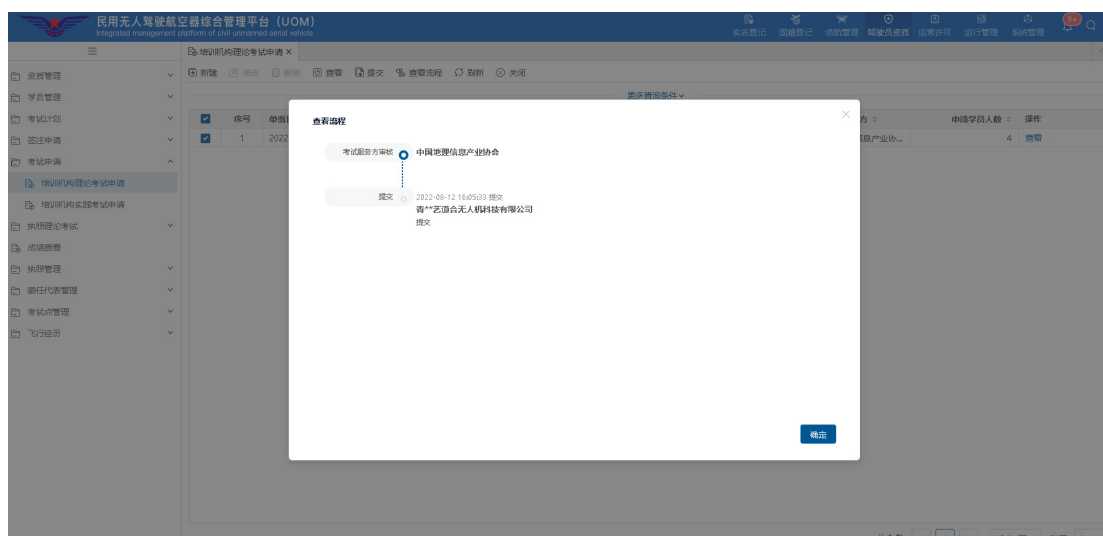 民用无人驾驶航空器综合管理平台（UOM）
Integrated management platform of civil unmanned aerial vehicle
实名登记 国籍登记 适航管理 驾驶员资质 运营许可 运行管理 系统管理 9+
培训机构理论考试申请 ×
新建 修改 删除 查看 提交 查看流程 刷新 关闭
更多查询条件
资质管理
学员管理
考试计划
签注申请
考试申请
培训机构理论考试申请
培训机构实践考试申请
执照理论考试
成绩查看
执照管理
委任代表管理
考试点管理
飞行经历
序号 申请学员人数 操作
1 2022 4 查看
查看流程
考试服务方审核 中国地理信息产业协会
提交 2022-08-12 16:05:33 提交
青**艺道合无人机科技有限公司
提交
确定